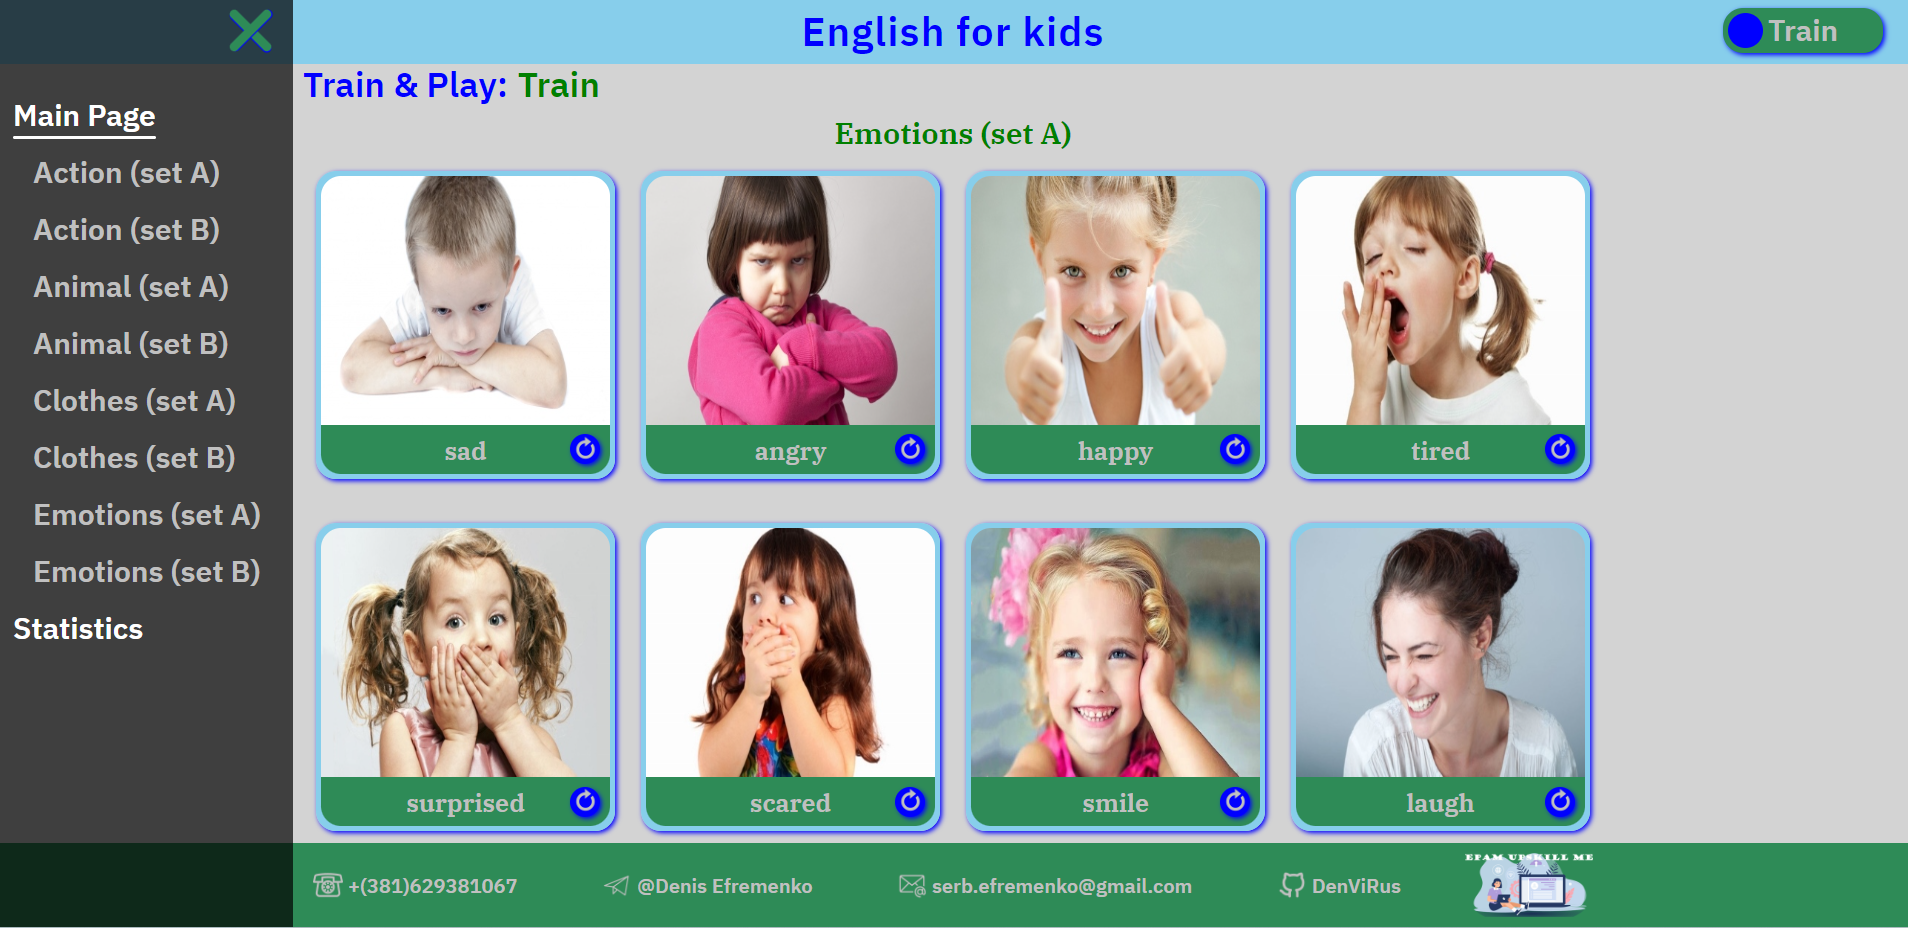 English for kids
Train
Main Page
Action (set A)
Action (set B)
Animal (set A)
Animal (set B)
Clothes (set A)
Clothes (set B)
Emotions (set A)
Emotions (set B)
Statistics
Train & Play: Train
Emotions (set A)
sad
angry
happy
tired
surprised
scared
smile
laugh
+(381)629381067
@Denis Efremenko
serb.efremenko@gmail.com
DenViRus
EPAM UPSKILL ME